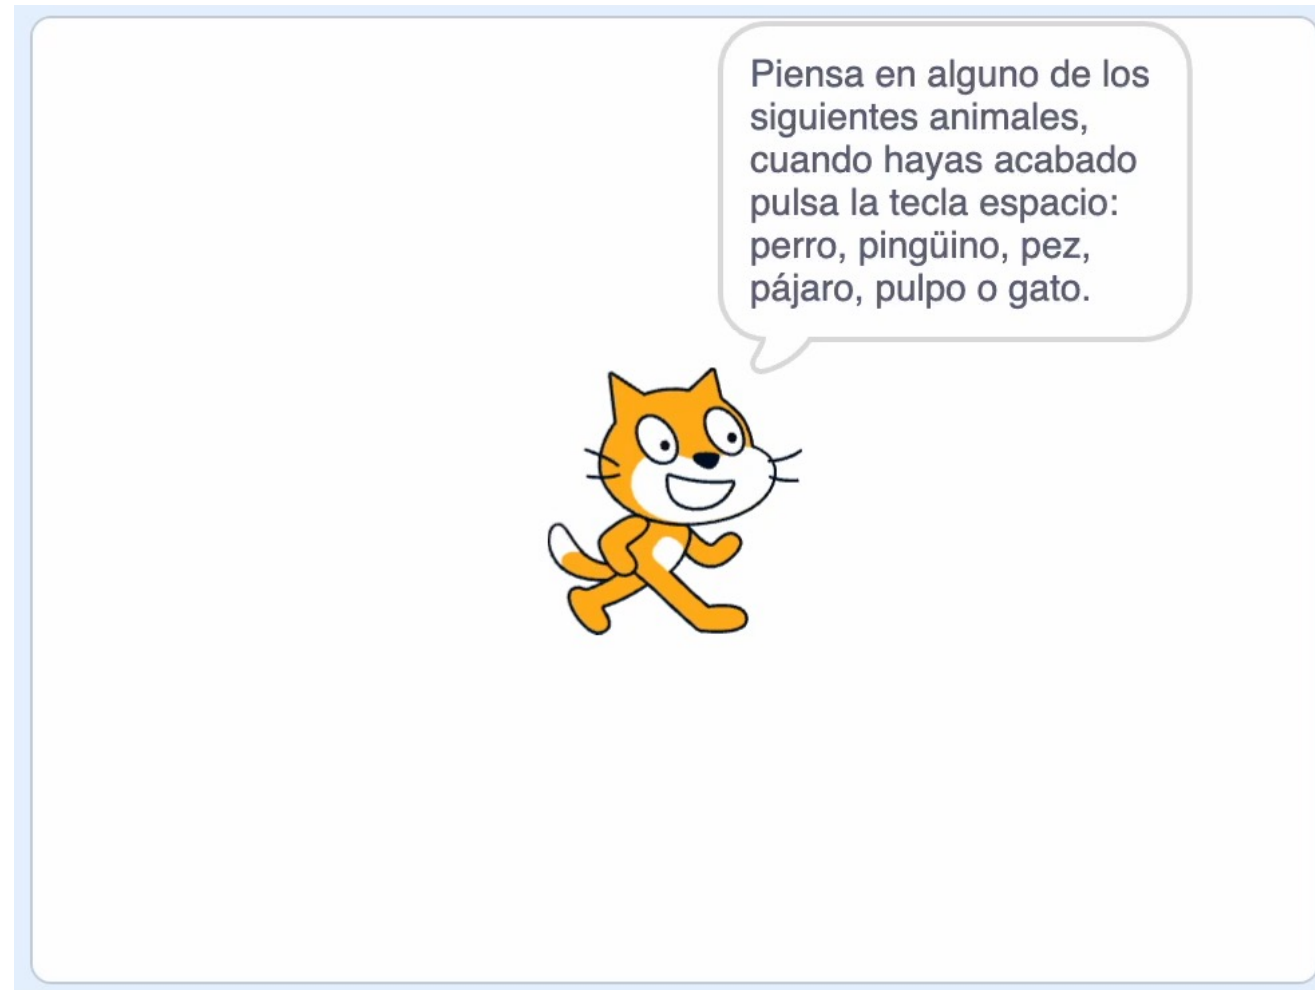 Piensa en alguno de los
siguientes animales,
cuando hayas acabado
pulsa la tecla espacio:
perro, pingüino, pez,
pájaro, pulpo o gato.